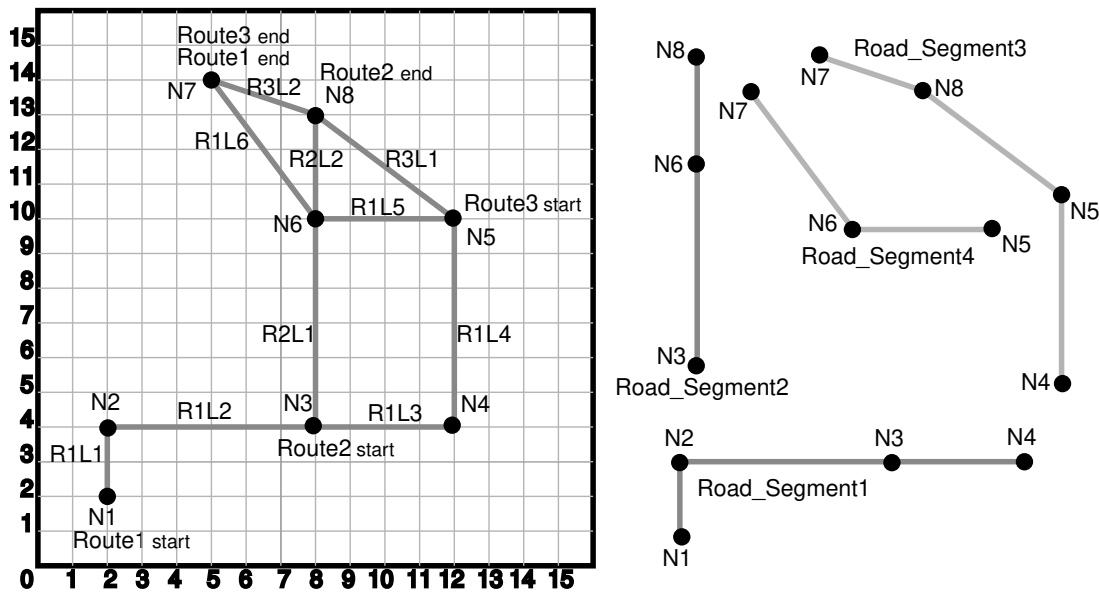 15
Route3 end
Route1 end
14
Route2 end
R3L2
N7
N8
13
12
R1L6
R2L2
R3L1
11
10
R1L5
Route3 start
N6
N5
9
8
7
R2L1
R1L4
6
5
N2
N3
N4
R1L2
R1L3
4
Route2 start
3
R1L1
2
N1
1
Route1 start
0 1 2 3 4 5 6 7 8 9 10 11 12 13 14 15
N8
N7
Road_Segment3
N8
N7
N6
N5
N6
N5
Road_Segment4
N3
Road_Segment2
N4
N2
N3
N4
Road_Segment1
N1